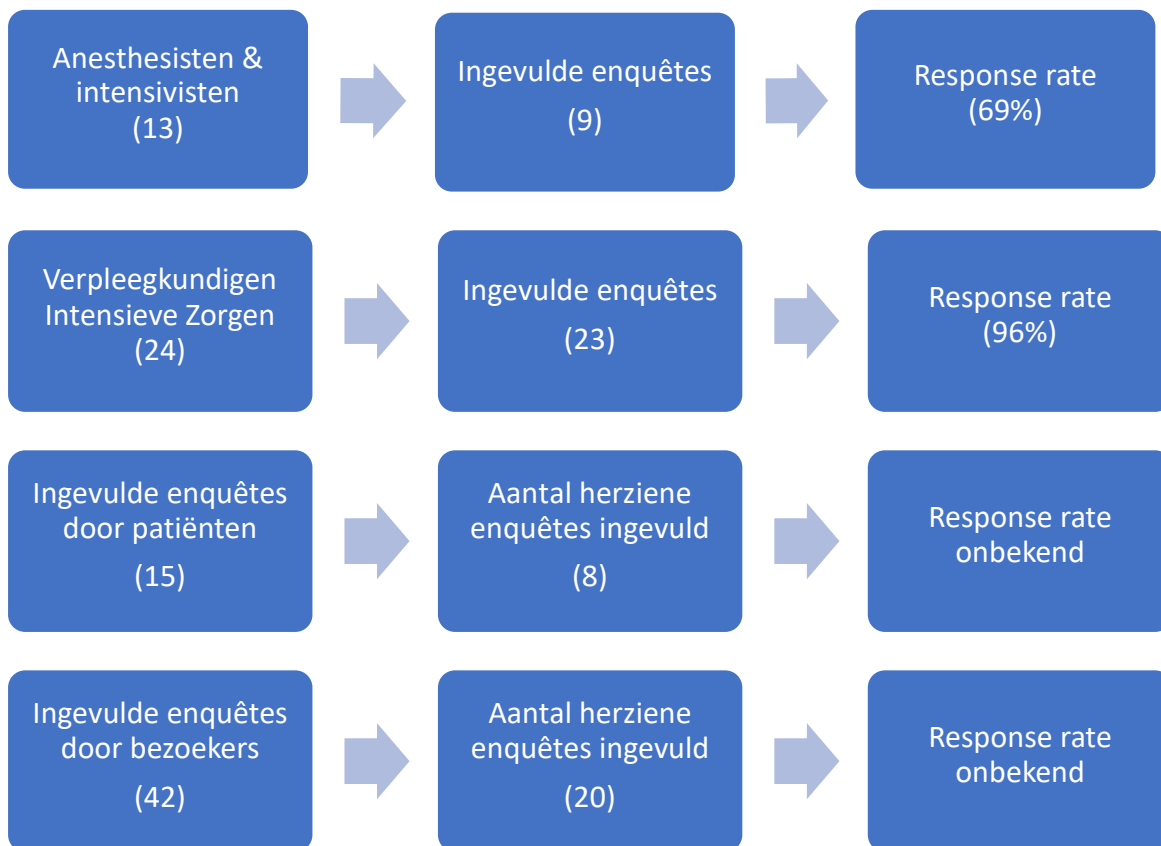 Anesthesisten &
intensivisten
(13)
Ingevulde enquêtes
(9)
Response rate
(69%)
Verpleegkundigen
Intensieve Zorgen
(24)
Ingevulde enquêtes
(23)
Response rate
(96%)
Ingevulde enquêtes
door patiënten
(15)
Aantal herziene
enquêtes ingevuld
(8)
Response rate
onbekend
Ingevulde enquêtes
door bezoekers
(42)
Aantal herziene
enquêtes ingevuld
(20)
Response rate
onbekend